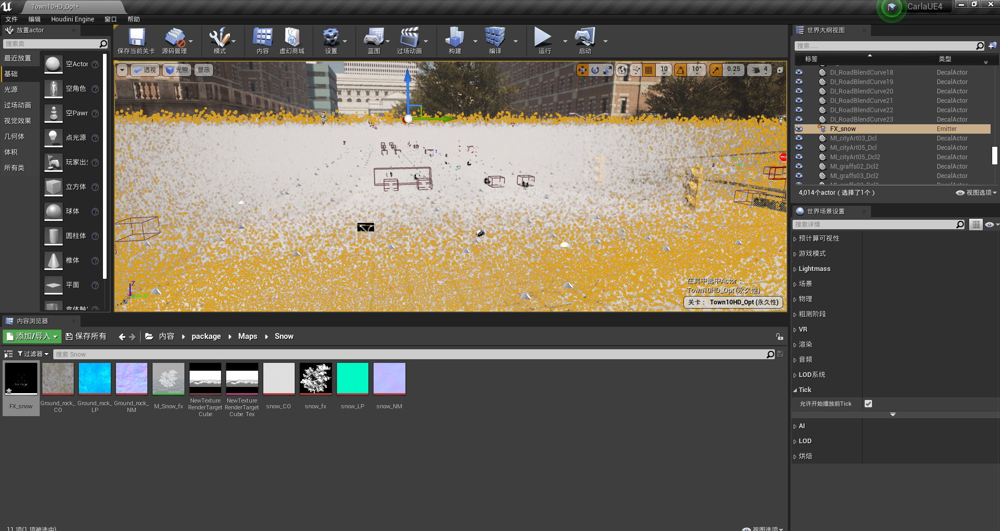 Town10HD_Opt*
CarlaUE4
文件 编辑 Houdini Engine 窗口 帮助
放置actor
搜索类
最近放置
基础
光源
过场动画
视觉效果
几何体
体积
所有类
空Actor
空角色
空Pawr
点光源
玩家出
立方体
球体
圆柱体
椎体
平面
盒体触
保存当前关卡 源码管理 模式 内容 虚幻商城 设置 蓝图 过场动画 构建 编译 运行 启动
透视 光照 显示
10 10° 0.25 4
STOP
Z
Y
在其中选中Actor：
Town10HD_Opt (永久性)
关卡： Town10HD_Opt (永久性)
世界大纲视图
搜索......
标签 类型
DI_RoadBlendCurve18 DecalActor
DI_RoadBlendCurve19 DecalActor
DI_RoadBlendCurve20 DecalActor
DI_RoadBlendCurve21 DecalActor
DI_RoadBlendCurve22 DecalActor
DI_RoadBlendCurve23 DecalActor
FX_snow Emitter
MI_cityArt03_Dcl DecalActor
MI_cityArt05_Dcl DecalActor
MI_cityArt05_Dcl2 DecalActor
MI_graffs02_Dcl2 DecalActor
MI_graffs03_Dcl2 DecalActor
4,014个actor（选择了1个）
视图选项
世界场景设置
搜索详情
预计算可视性
游戏模式
Lightmass
场景
物理
粗测阶段
VR
渲染
音频
LOD系统
Tick
允许开始播放前Tick
AI
LOD
烘焙
内容浏览器
添加/导入 保存所有 内容 package Maps Snow
过滤器 搜索 Snow
FX_snow
Ground_rock_CO
Ground_rock_LP
Ground_rock_NM
M_Snow_fx
NewTexture
RenderTarget
Cube
NewTexture
RenderTarget
Cube_Tex
snow_CO
snow_fx
snow_LP
snow_NM
11 项(1 项被选中)
视图选项